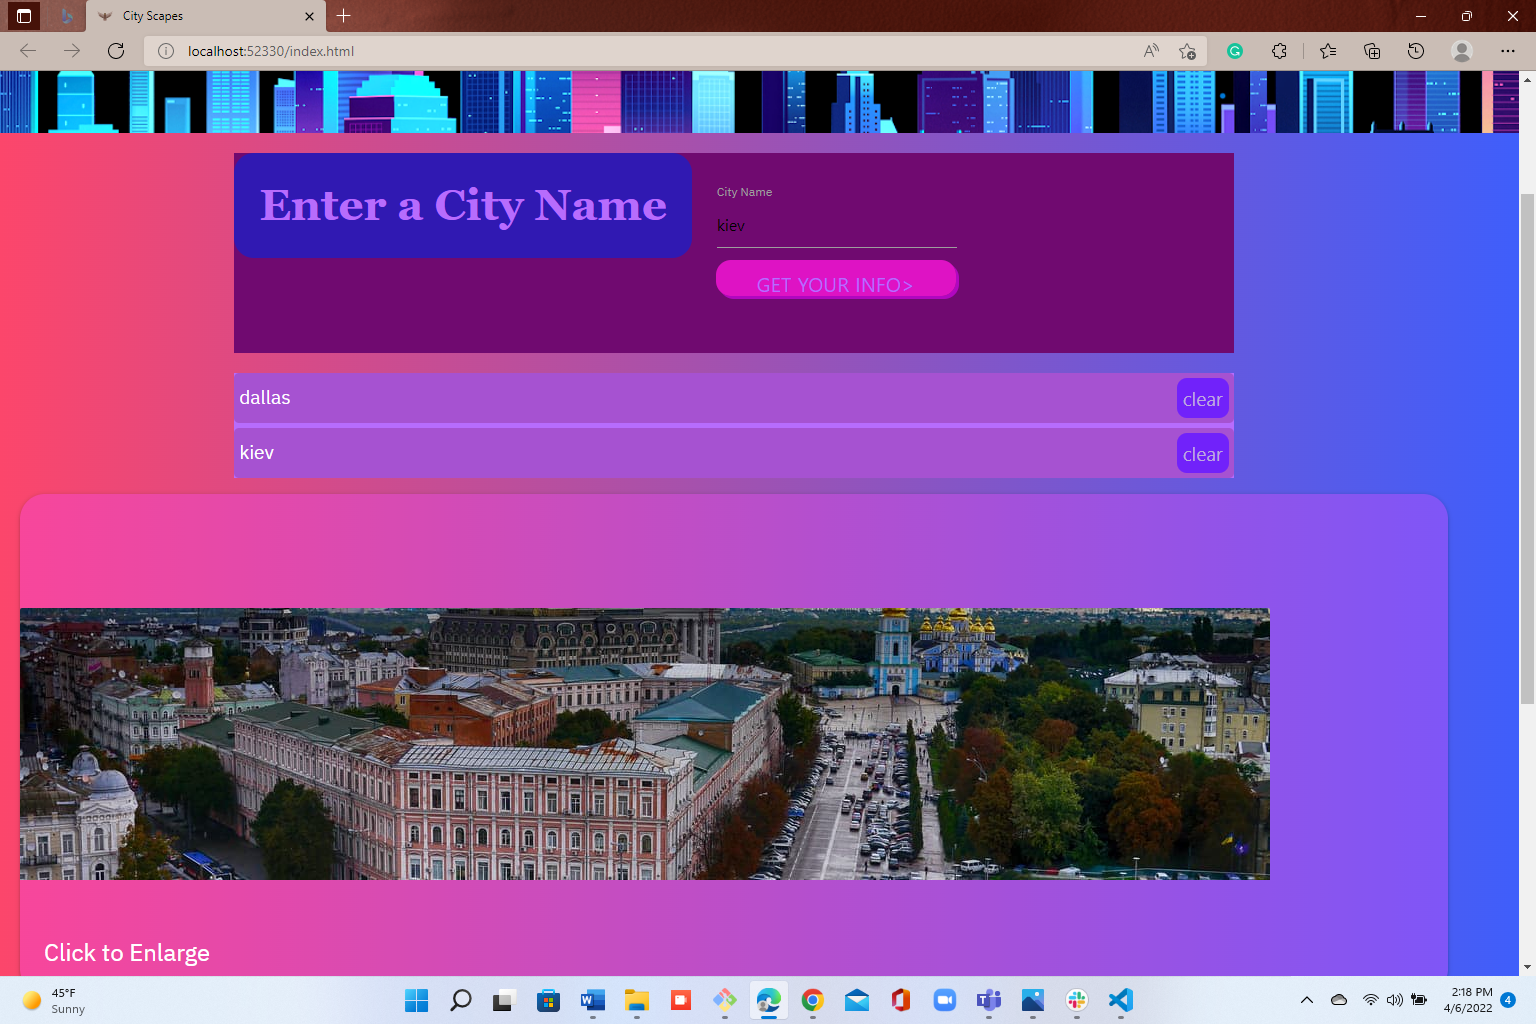 City Scapes
localhost:52330/index.html
Enter a City Name
City Name
kiev
GET YOUR INFO>
dallas
clear
kiev
clear
Click to Enlarge
45°F
Sunny
2:18 PM
4/6/2022
4